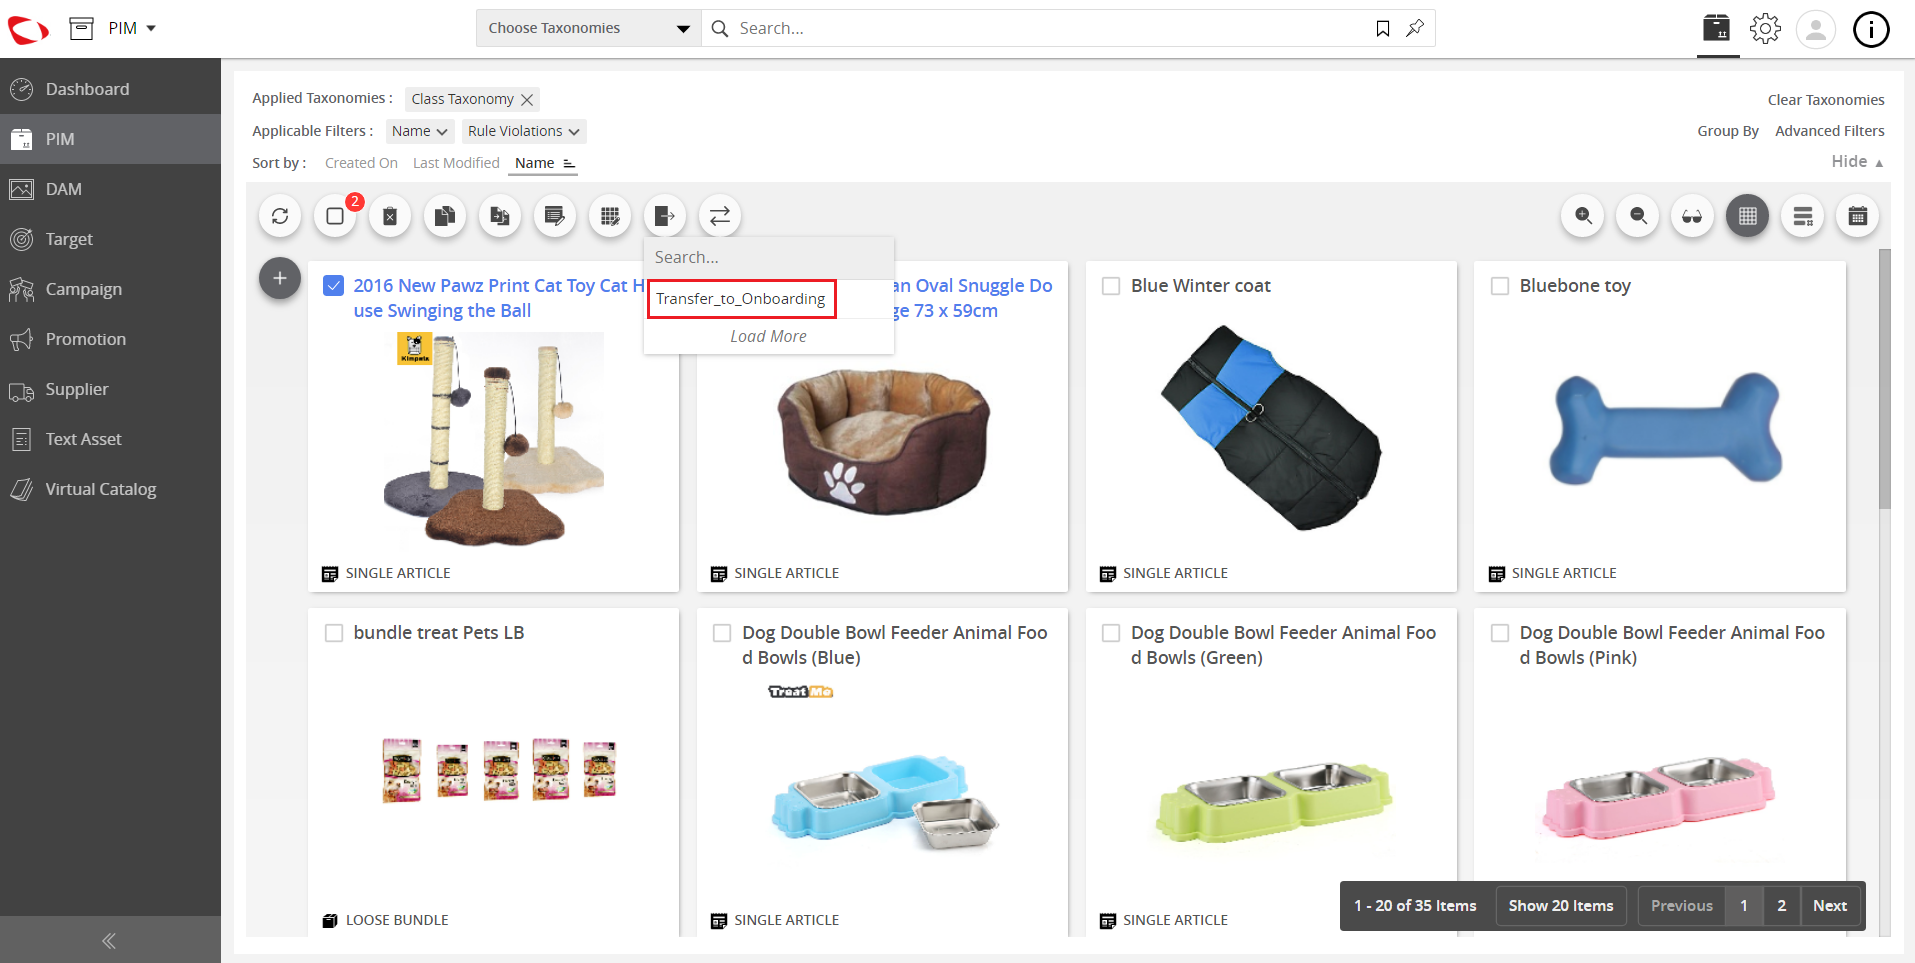 PIM
Choose Taxonomies
Search...
Dashboard
PIM
DAM
Target
Campaign
Promotion
Supplier
Text Asset
Virtual Catalog
Applied Taxonomies :
Class Taxonomy
Clear Taxonomies
Applicable Filters :
Name
Rule Violations
Group By
Advanced Filters
Sort by :
Created On
Last Modified
Name
Hide
2
Search...
Transfer_to_Onboarding
Load More
2016 New Pawz Print Cat Toy Cat H
use Swinging the Ball
Kimpets
SINGLE ARTICLE
an Oval Snuggle Do
ge 73 x 59cm
SINGLE ARTICLE
Blue Winter coat
SINGLE ARTICLE
Bluebone toy
SINGLE ARTICLE
bundle treat Pets LB
LOOSE BUNDLE
Dog Double Bowl Feeder Animal Foo
d Bowls (Blue)
Treat Me
SINGLE ARTICLE
Dog Double Bowl Feeder Animal Foo
d Bowls (Green)
SINGLE ARTICLE
Dog Double Bowl Feeder Animal Foo
d Bowls (Pink)
1 - 20 of 35 Items
Show 20 Items
Previous
1
2
Next